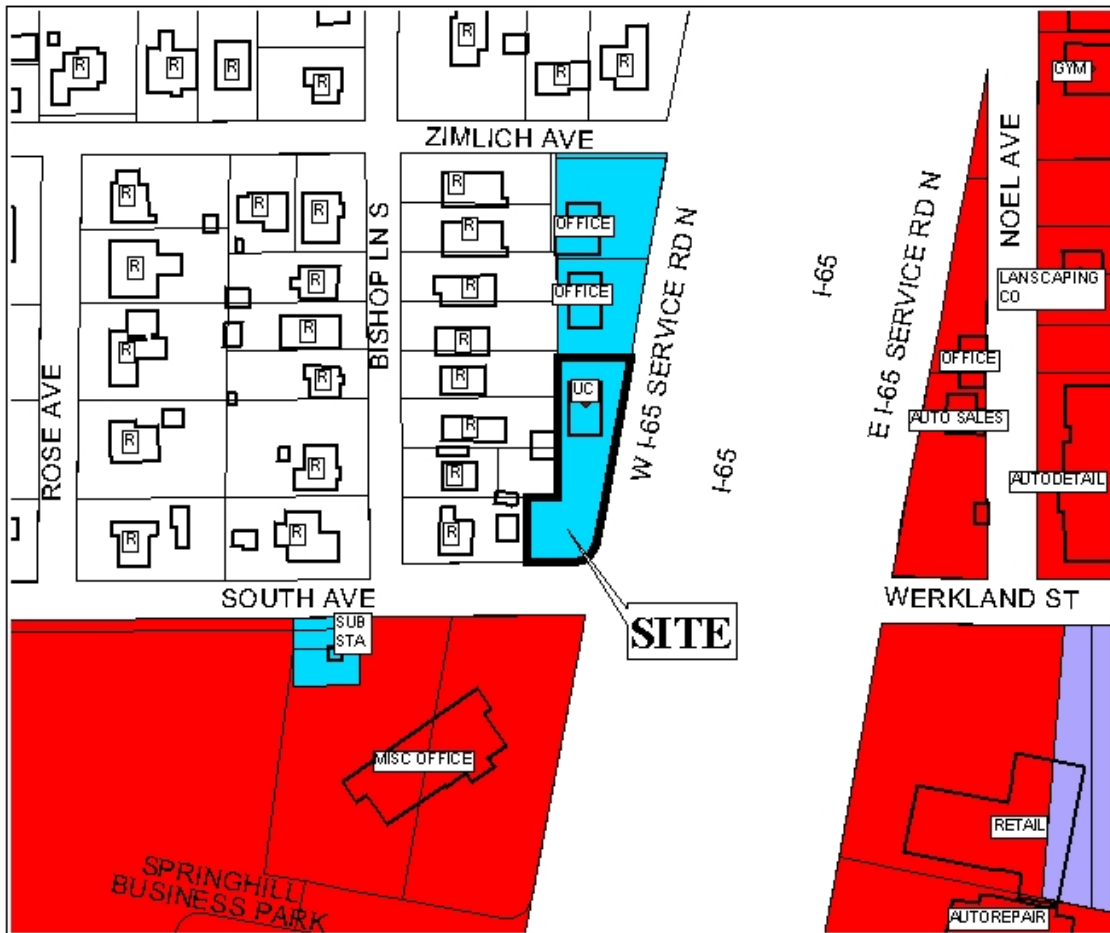 R
R
R
R
R
R
R
GYM
ZIMLICH AVE
R
R
R
R
OFFICE
R
NOEL AVE
BISHOP LN S
W I-65 SERVICE RD N
E I-65 SERVICE RD N
I-65
R
R
R
OFFICE
LANSCAPING
CO
R
R
R
OFFICE
R
R
UC
ROSE AVE
AUTO SALES
R
R
R
R
I-65
AUTODETAIL
R
R
R
SOUTH AVE
WERKLAND ST
SUB
STA
SITE
MISC OFFICE
RETAIL
SPRINGHILL
BUSINESS PARK
AUTOREPAIR